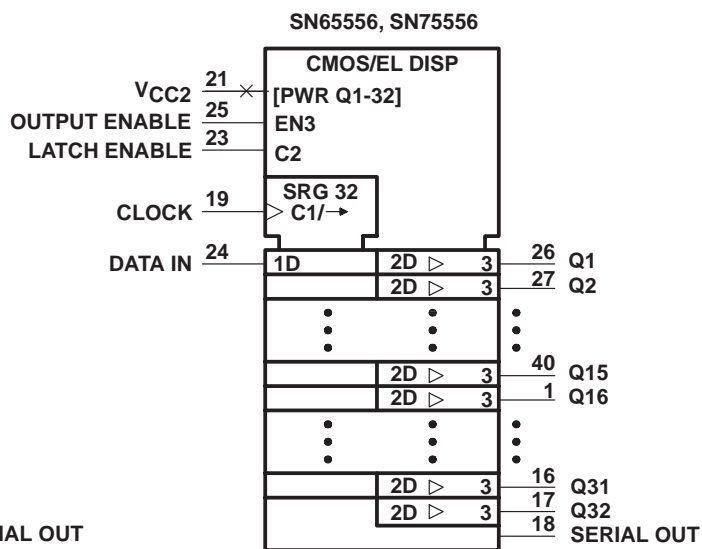 SN65556, SN75556
CMOS/EL DISP
VCC2 21 [PWR Q1-32]
OUTPUT ENABLE 25 EN3
LATCH ENABLE 23 C2
SRG 32
CLOCK 19 C1/→
DATA IN 24 1D 2D ▷ 3 26 Q1
2D ▷ 3 27 Q2
2D ▷ 3 40 Q15
2D ▷ 3 1 Q16
2D ▷ 3 16 Q31
2D ▷ 3 17 Q32
IAL OUT 18 SERIAL OUT